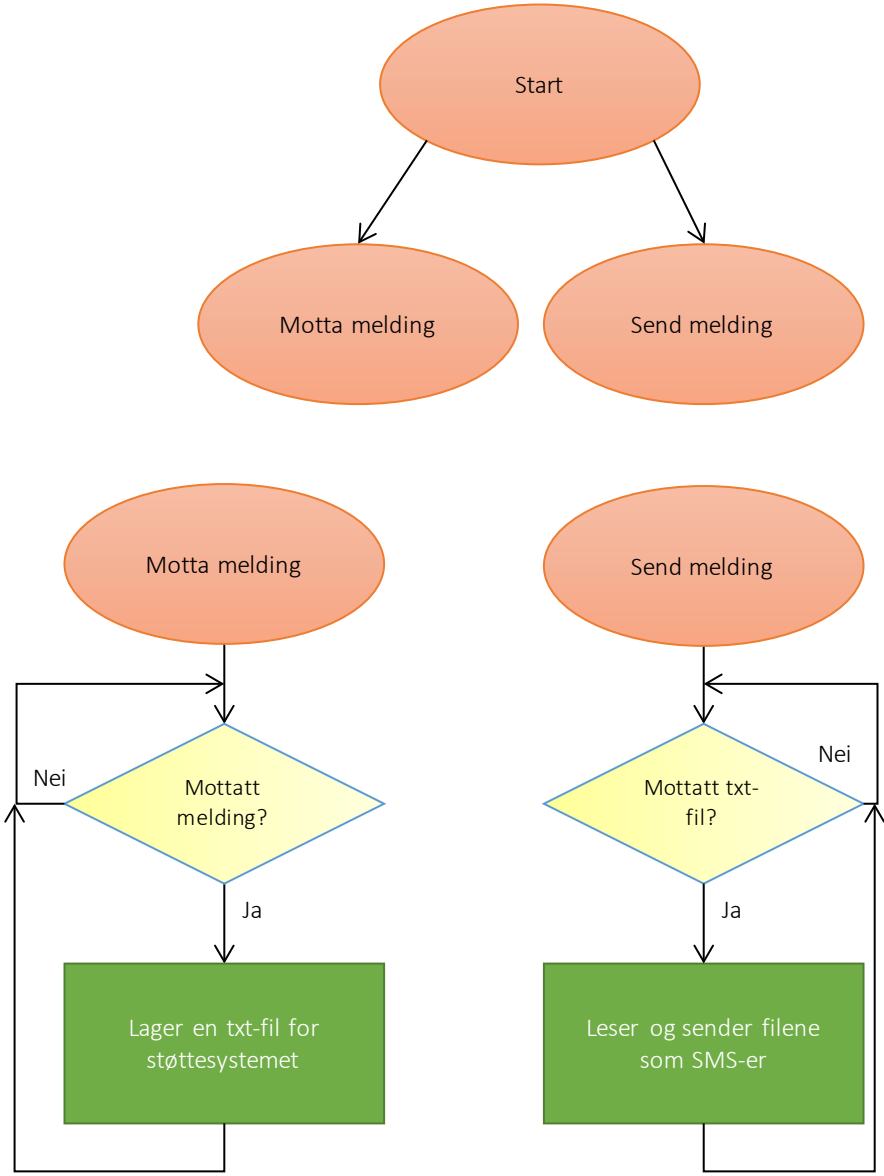 Start
Motta melding
Send melding
Motta melding
Send melding
Nei
Mottatt
melding?
Mottatt txt-
fil?
Nei
Ja
Ja
Lager en txt-fil for
støttesystemet
Leser og sender filene
som SMS-er